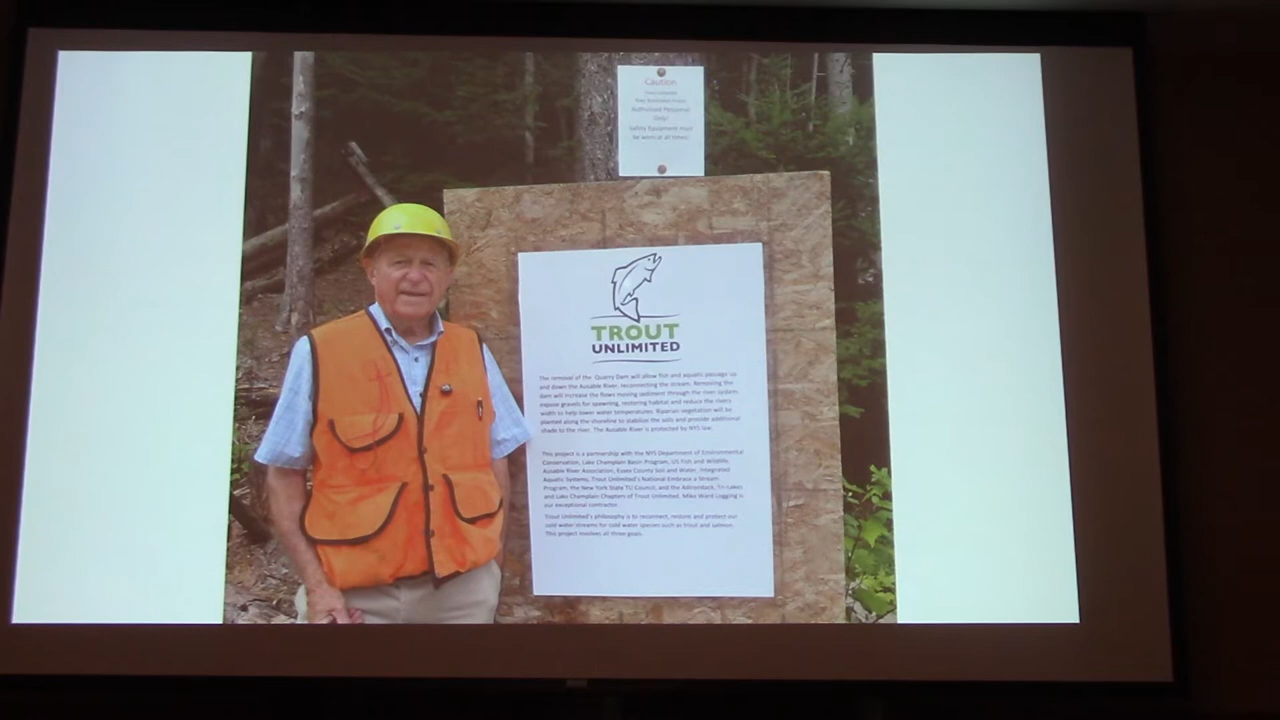 Caution
Authorized Personnel
Only!
Safety Equipment must
be worn at all times!
TROUT
UNLIMITED
The removal of the Quarry Dam will allow fish and aquatic passage up
and down the Ausable River, reconnecting the stream. Removing the
dam will increase the flows moving sediment through the river system,
expose gravels for spawning, restoring habitat and reduce the rivers
width to help lower water temperatures. Riparian vegetation will be
planted along the shoreline to stabilize the soils and provide additional
shade to the river. The Ausable River is protected by NYS law.
This project is a partnership with the NYS Department of Environmental
Conservation, Lake Champlain Basin Program, US Fish and Wildlife,
Ausable River Association, Essex County Soil and Water, Integrated
Aquatic Systems, Trout Unlimited's National Embrace a Stream
Program, the New York State TU Council, and the Adirondack, Tri-Lakes
and Lake Champlain Chapters of Trout Unlimited. Mike Ward Logging is
our exceptional contractor.
Trout Unlimited's philosophy is to reconnect, restore and protect our
cold water streams for cold water species such as trout and salmon.
This project involves all three goals.